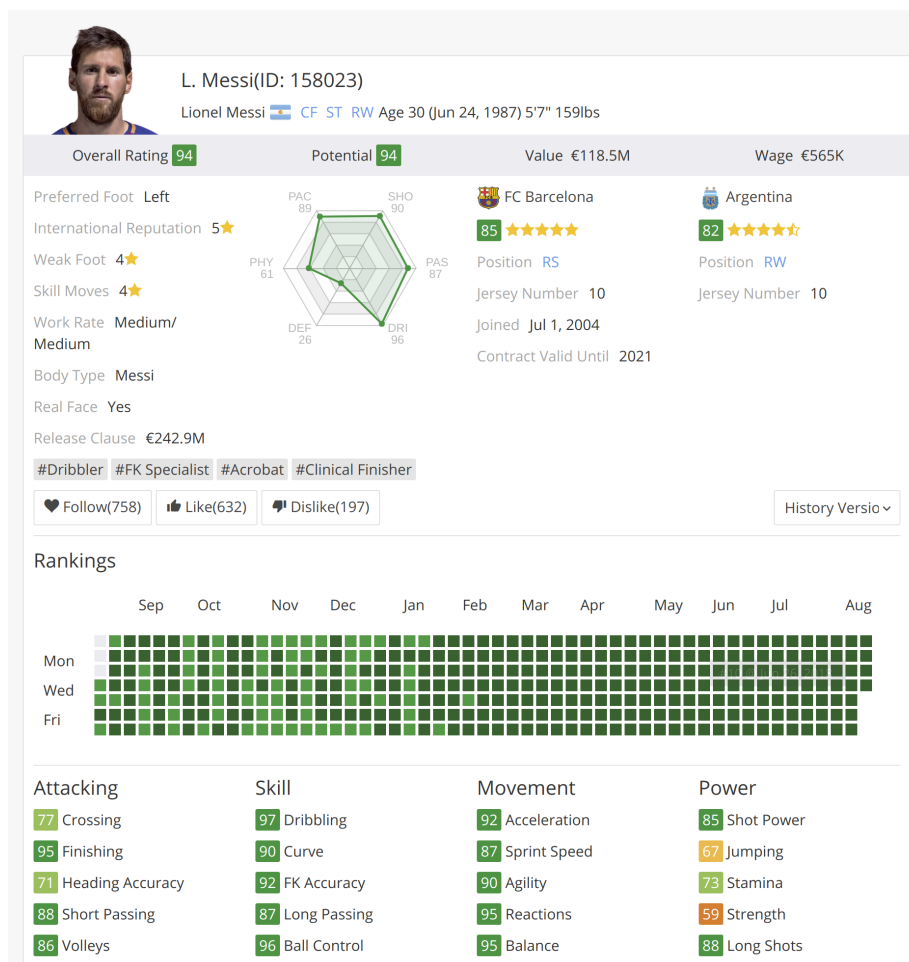 L. Messi(ID: 158023)
Lionel Messi CF ST RW Age 30 (Jun 24, 1987) 5'7" 159lbs
Overall Rating 94 Potential 94 Value €118.5M Wage €565K
Preferred Foot Left
International Reputation 5
Weak Foot 4
Skill Moves 4
Work Rate Medium/
Medium
Body Type Messi
Real Face Yes
Release Clause €242.9M
PAC
89
SHO
90
PHY
61
PAS
87
DEF
26
DRI
96
FC Barcelona
85
Position RS
Jersey Number 10
Joined Jul 1, 2004
Contract Valid Until 2021
Argentina
82
Position RW
Jersey Number 10
#Dribbler #FK Specialist #Acrobat #Clinical Finisher
Follow(758) Like(632) Dislike(197) History Versio
Rankings
Sep Oct Nov Dec Jan Feb Mar Apr May Jun Jul Aug
Mon
Wed
Fri
Attacking
77 Crossing
95 Finishing
71 Heading Accuracy
88 Short Passing
86 Volleys
Skill
97 Dribbling
90 Curve
92 FK Accuracy
87 Long Passing
96 Ball Control
Movement
92 Acceleration
87 Sprint Speed
90 Agility
95 Reactions
95 Balance
Power
85 Shot Power
67 Jumping
73 Stamina
59 Strength
88 Long Shots